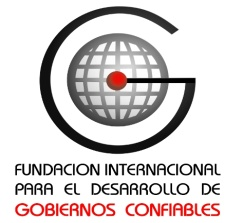 FUNDACION INTERNACIONAL
PARA EL DESARROLLO DE
GOBIERNOS CONFIABLES